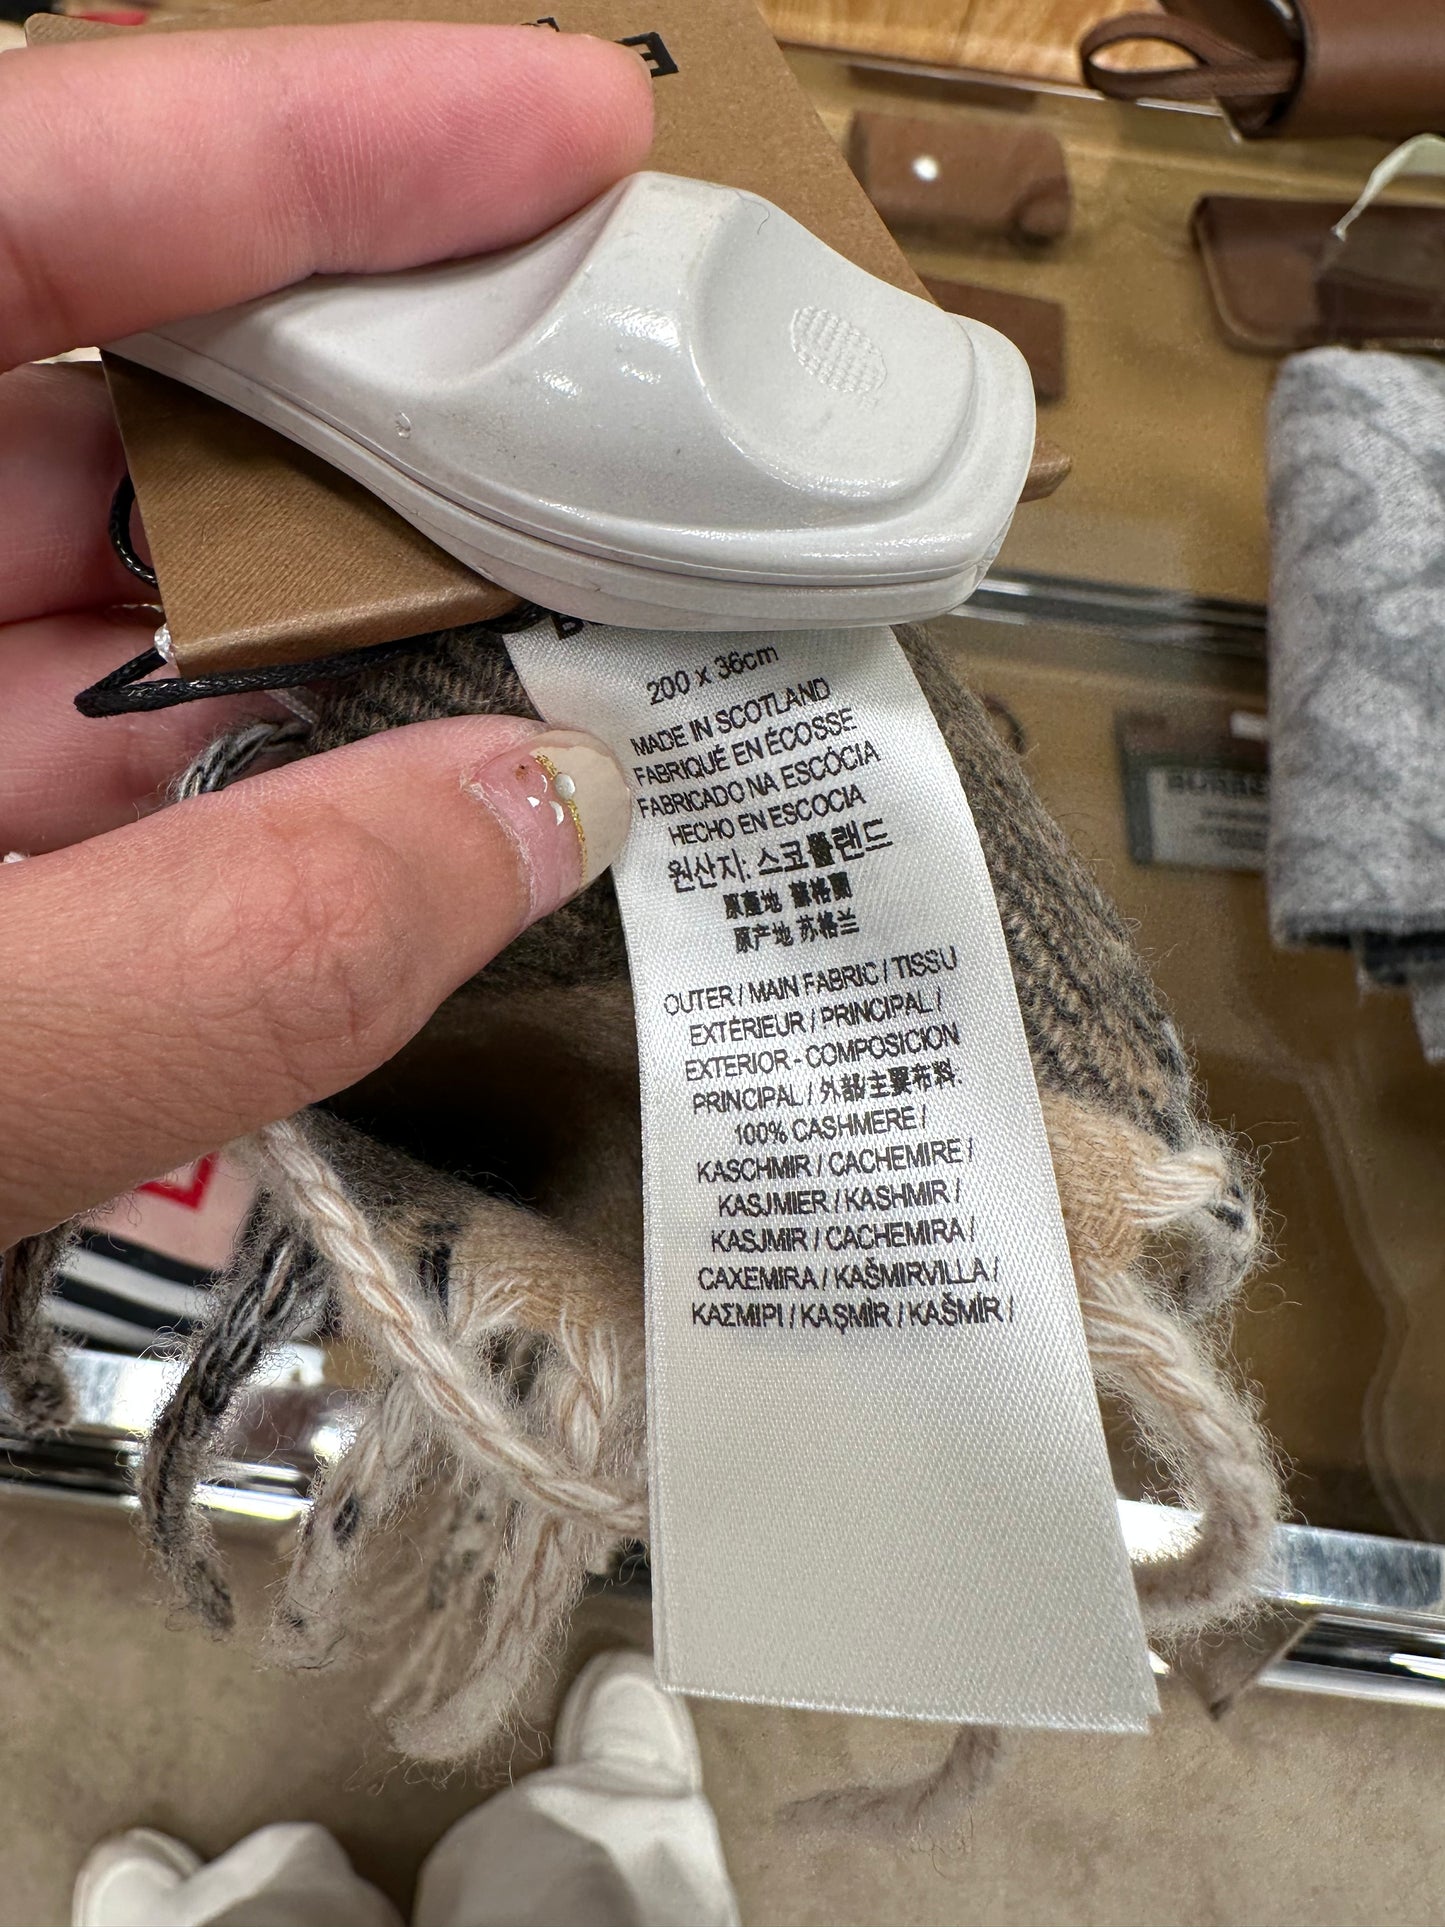 200 x 36cm
MADE IN SCOTLAND
FABRIQUÉ EN ÉCOSSE
FABRICADO NA ESCÓCIA
HECHO EN ESCOCIA
원산지: 스코틀랜드
原產地 蘇格蘭
原产地 苏格兰
OUTER / MAIN FABRIC / TISSU
EXTÉRIEUR / PRINCIPAL /
EXTERIOR - COMPOSICION
PRINCIPAL / 外部/主要布料:
100% CASHMERE /
KASCHMIR / CACHEMIRE /
KASJMIER / KASHMIR /
KASJMIR / CACHEMIRA /
CAXEMIRA / KAŠMIRVILLA /
ΚΑΣΜΙΡΙ / KAŞMİR / KAŠMÍR /